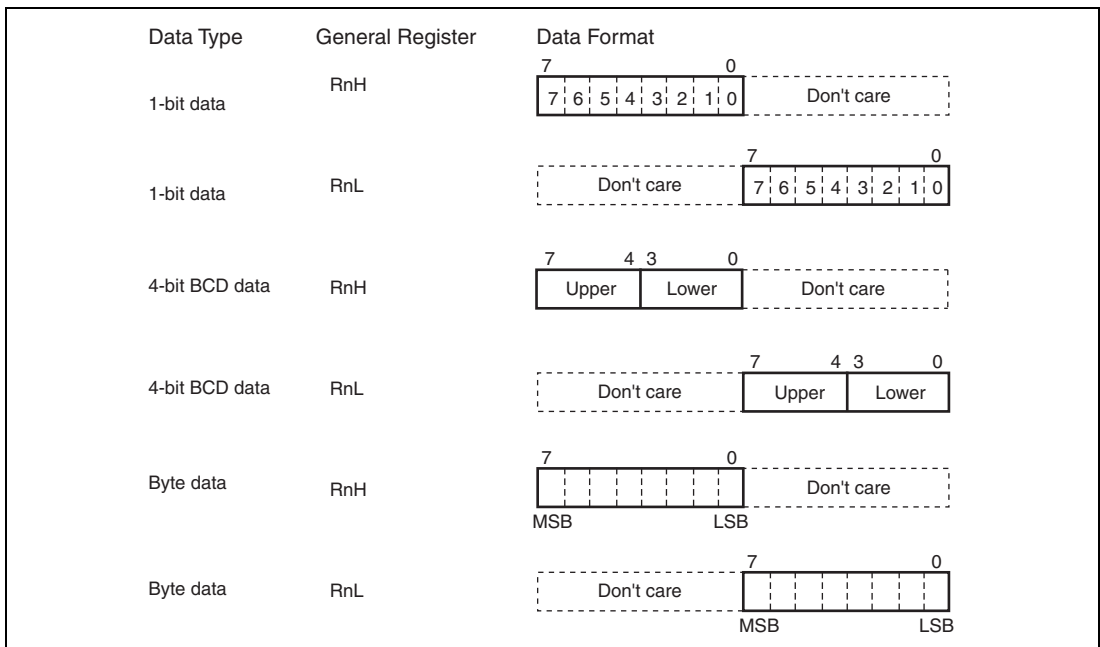 Data Type General Register Data Format
7 0
1-bit data RnH 7 6 5 4 3 2 1 0 Don't care
7 0
1-bit data RnL Don't care 7 6 5 4 3 2 1 0
7 4 3 0
4-bit BCD data RnH Upper Lower Don't care
7 4 3 0
4-bit BCD data RnL Don't care Upper Lower
7 0
Byte data RnH Don't care
MSB LSB
7 0
Byte data RnL Don't care
MSB LSB